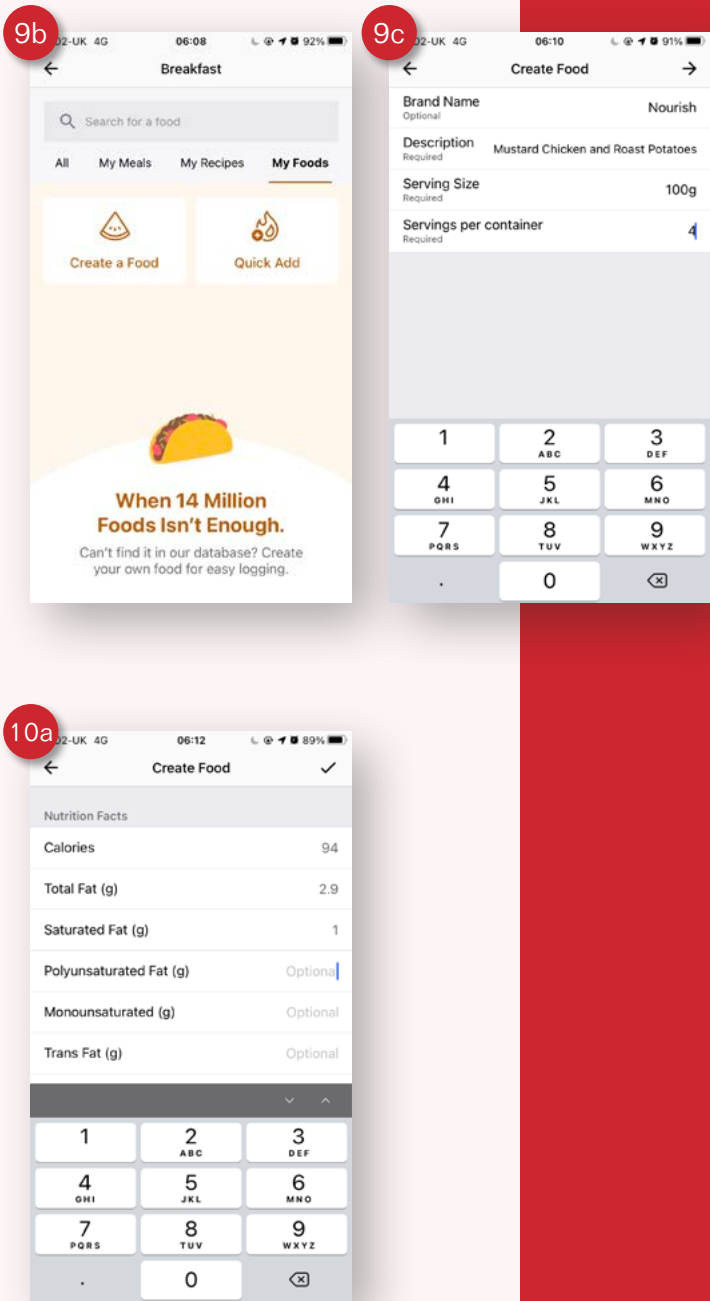 9b
O2-UK 4G 06:08 92%
Breakfast
Search for a food
All My Meals My Recipes My Foods
Create a Food Quick Add
When 14 Million
Foods Isn't Enough.
Can't find it in our database? Create
your own food for easy logging.
9c
O2-UK 4G 06:10 91%
Create Food
Brand Name Nourish
Optional
Description Mustard Chicken and Roast Potatoes
Required
Serving Size 100g
Required
Servings per container 4
Required
1 2 3
ABC DEF
4 5 6
GHI JKL MNO
7 8 9
PQRS TUV WXYZ
. 0
10a
O2-UK 4G 06:12 89%
Create Food
Nutrition Facts
Calories 94
Total Fat (g) 2.9
Saturated Fat (g) 1
Polyunsaturated Fat (g) Optional
Monounsaturated (g) Optional
Trans Fat (g) Optional
1 2 3
ABC DEF
4 5 6
GHI JKL MNO
7 8 9
PQRS TUV WXYZ
. 0